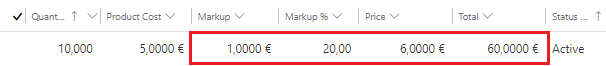 Quant... Product Cost Markup Markup % Price Total Status ...
10,000 5,0000 € 1,0000 € 20,00 6,0000 € 60,0000 € Active